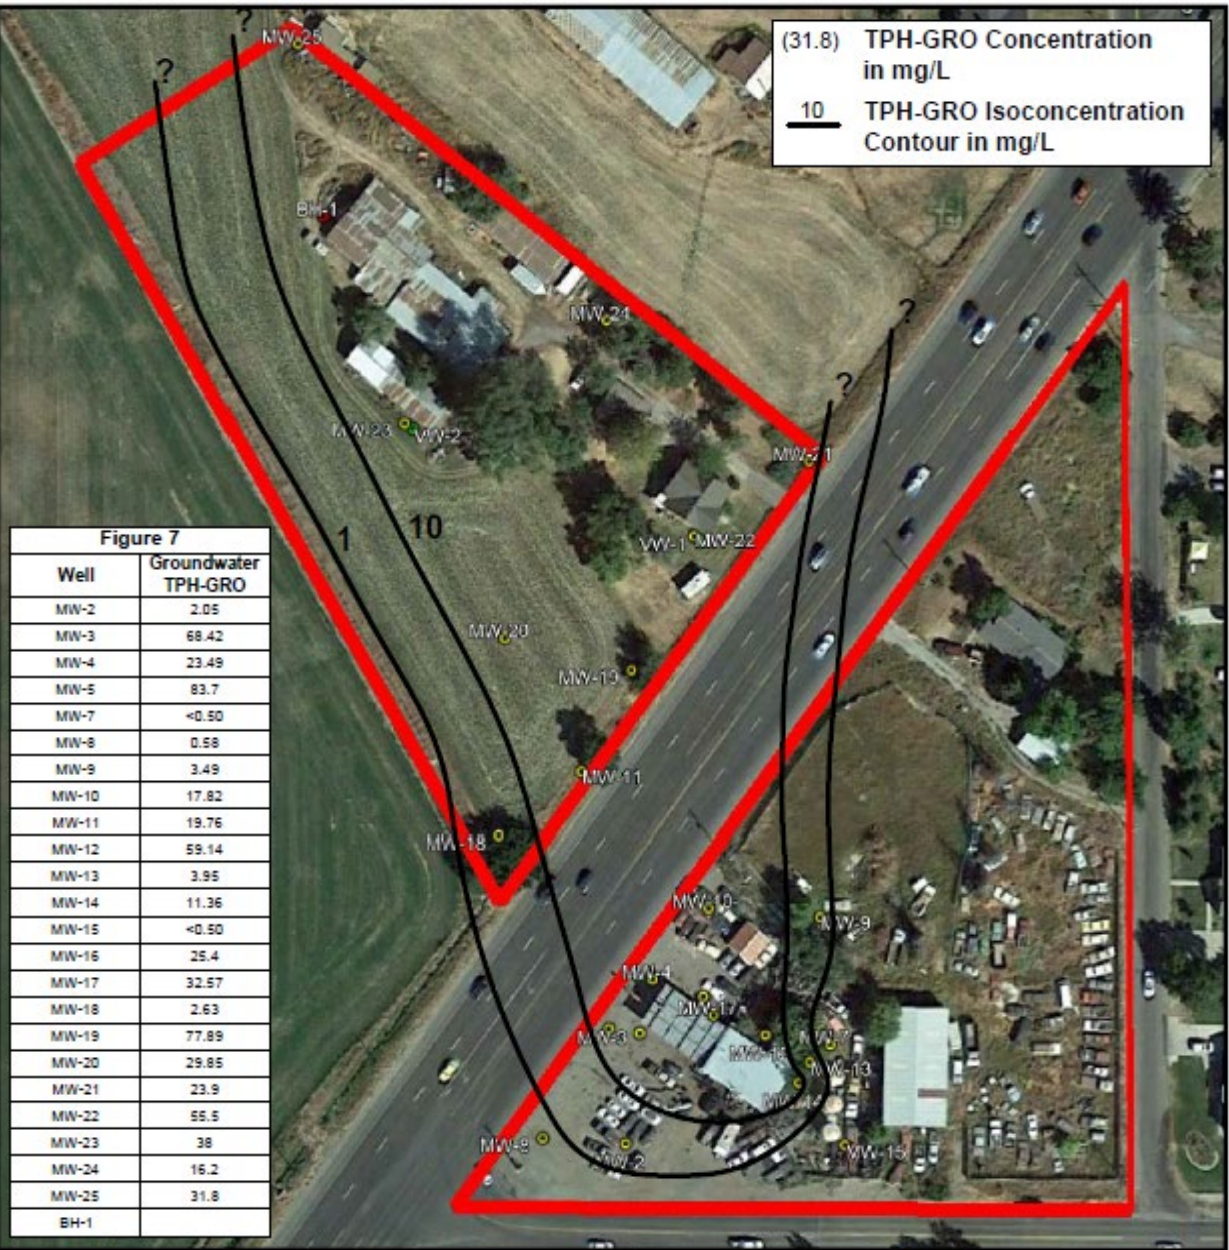 ?
?
MW-25
(31.8) TPH-GRO Concentration
in mg/L
10 TPH-GRO Isoconcentration
Contour in mg/L
BH-1
MW-24
?
?
MW-23 VW-2
MW-21
1
10
VW-1 MW-22
MW-20
MW-19
MW-11
MW-18
MW-10
MW-9
MW-4
MW-17
MW-3
MW-7
MW-13
MW-8
MW-2
MW-15
Figure 7
Well Groundwater
TPH-GRO
MW-2 2.05
MW-3 68.42
MW-4 23.49
MW-5 83.7
MW-7 <0.50
MW-8 0.58
MW-9 3.49
MW-10 17.82
MW-11 19.76
MW-12 59.14
MW-13 3.95
MW-14 11.36
MW-15 <0.50
MW-16 25.4
MW-17 32.57
MW-18 2.63
MW-19 77.89
MW-20 29.85
MW-21 23.9
MW-22 55.5
MW-23 38
MW-24 16.2
MW-25 31.8
BH-1